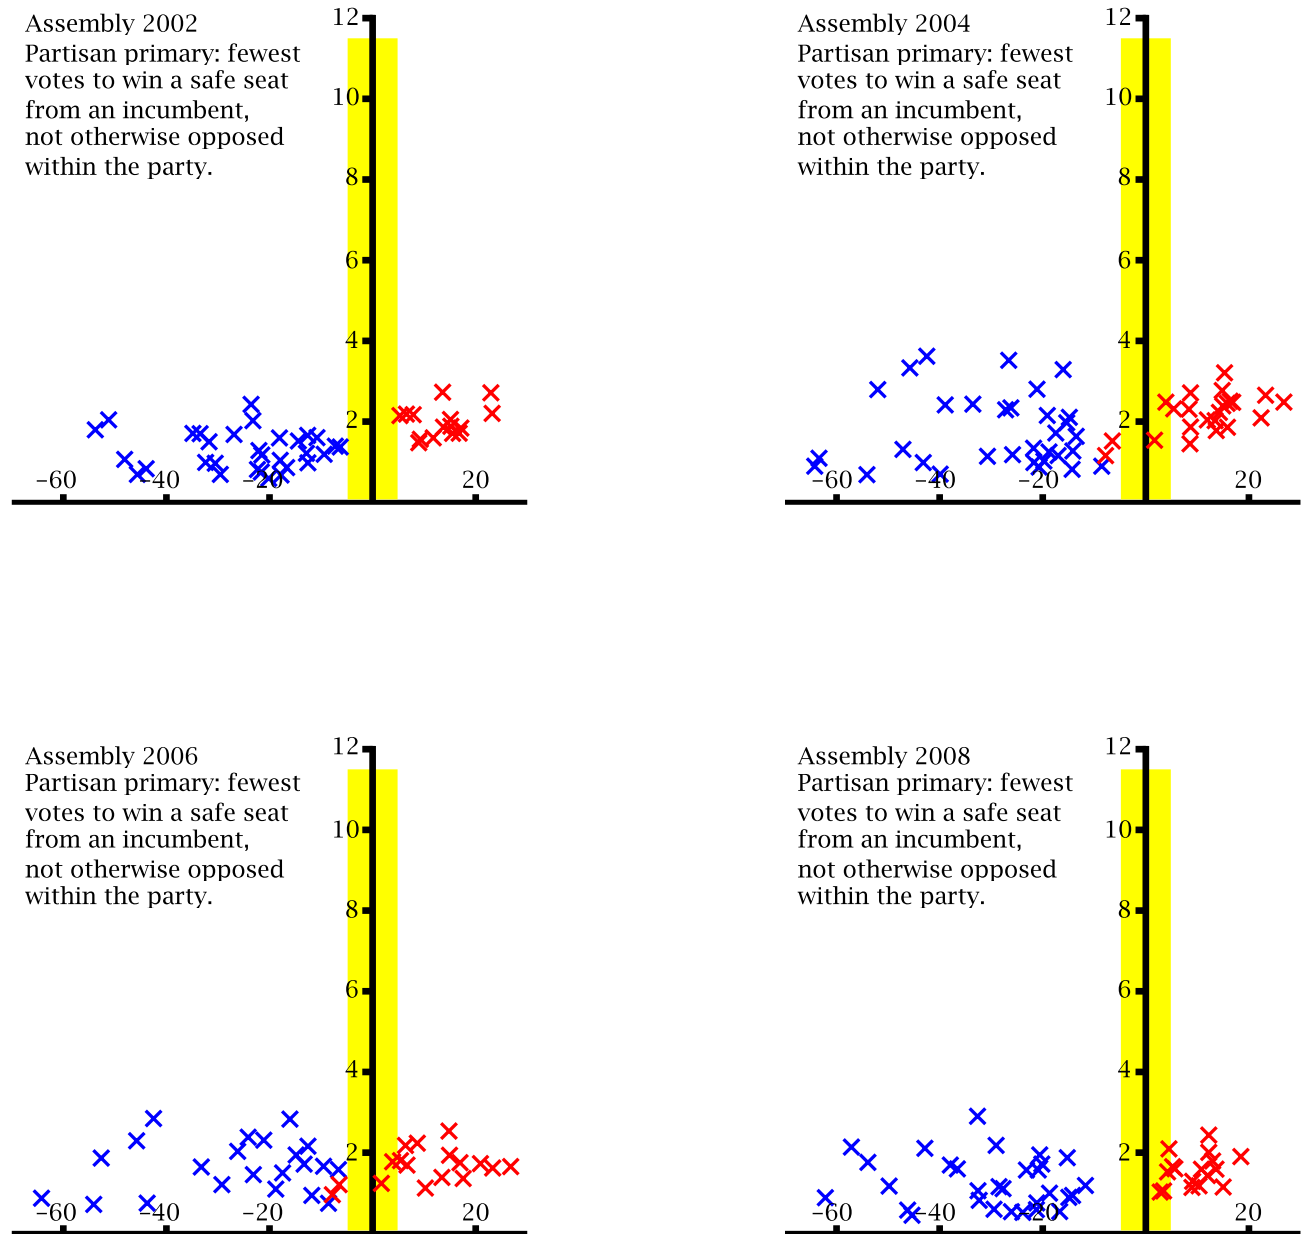 Assembly 2002
Partisan primary: fewest
votes to win a safe seat
from an incumbent,
not otherwise opposed
within the party.
12
10
8
6
4
2
−60 −40 −20 20
Assembly 2004
Partisan primary: fewest
votes to win a safe seat
from an incumbent,
not otherwise opposed
within the party.
12
10
8
6
4
2
−60 −40 −20 20
Assembly 2006
Partisan primary: fewest
votes to win a safe seat
from an incumbent,
not otherwise opposed
within the party.
12
10
8
6
4
2
−60 −40 −20 20
Assembly 2008
Partisan primary: fewest
votes to win a safe seat
from an incumbent,
not otherwise opposed
within the party.
12
10
8
6
4
2
−60 −40 −20 20